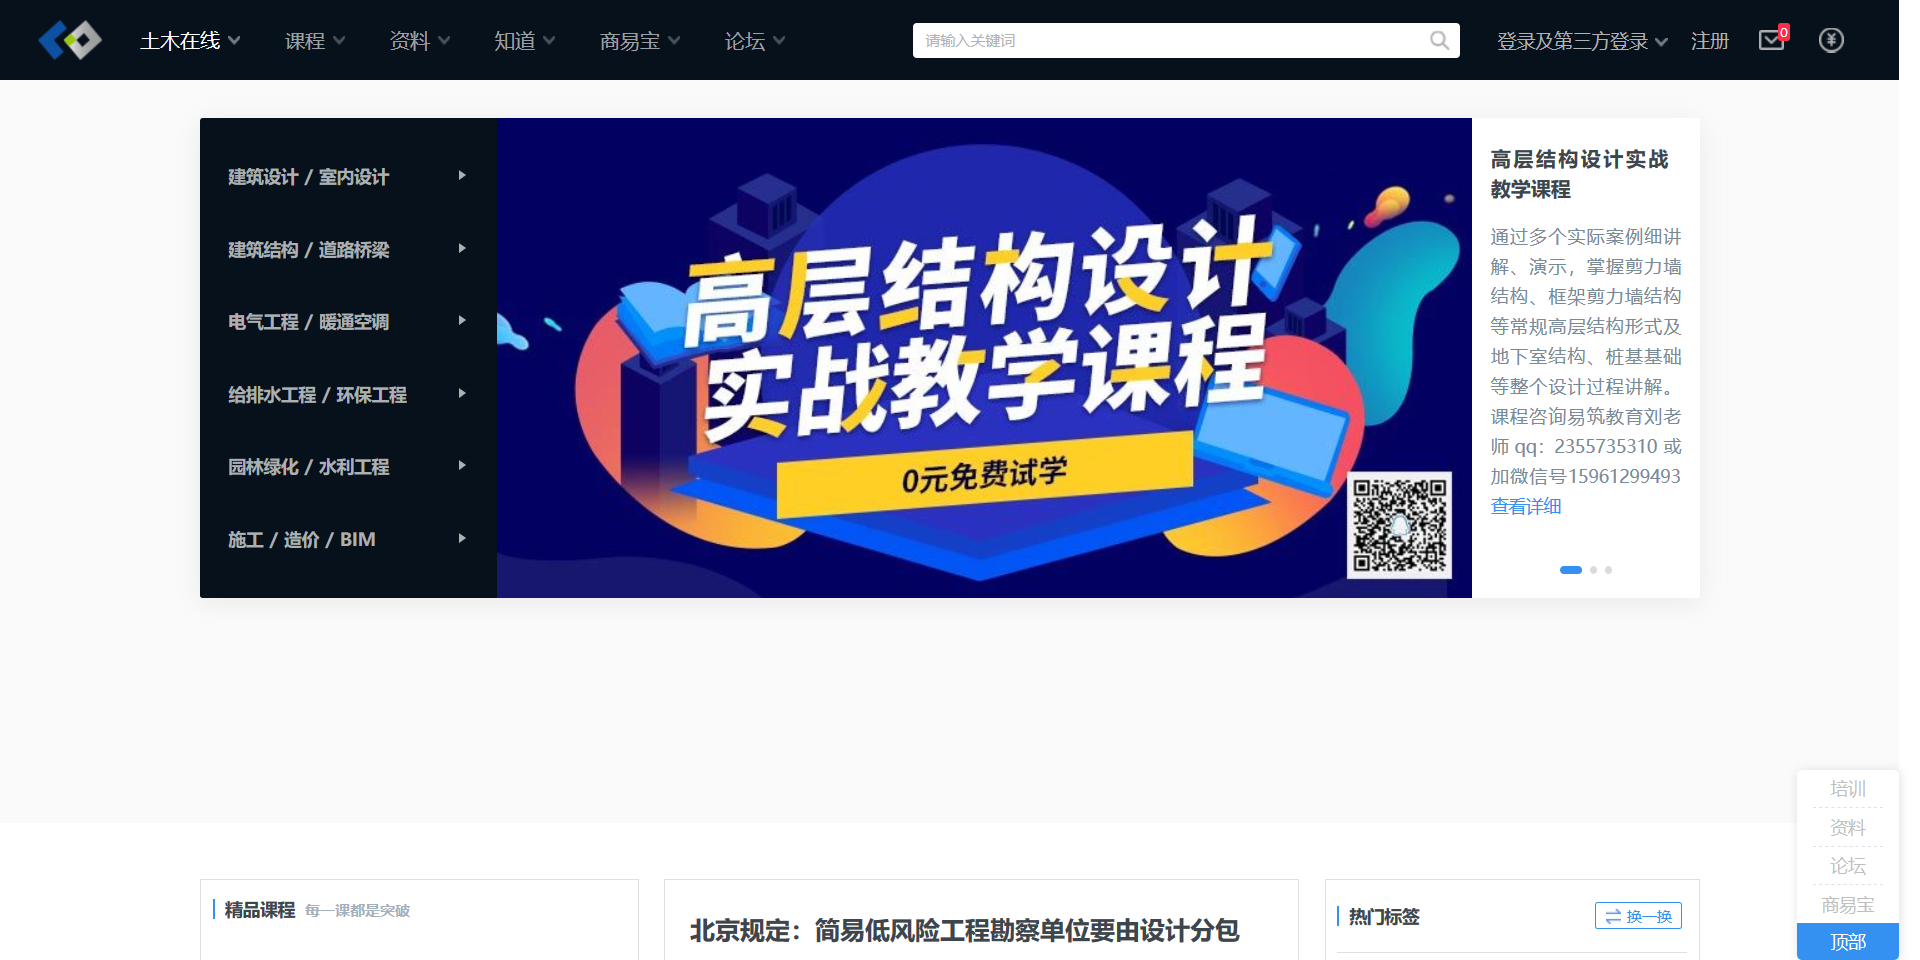 土木在线
课程
资料
知道
商易宝
论坛
请输入关键词
登录及第三方登录
注册
0
建筑设计 / 室内设计
建筑结构 / 道路桥梁
电气工程 / 暖通空调
给排水工程 / 环保工程
园林绿化 / 水利工程
施工 / 造价 / BIM
高层结构设计
实战教学课程
0元免费试学
高层结构设计实战
教学课程
通过多个实际案例细讲
解、演示，掌握剪力墙
结构、框架剪力墙结构
等常规高层结构形式及
地下室结构、桩基基础
等整个设计过程讲解。
课程咨询易筑教育刘老
师 qq：2355735310 或
加微信号15961299493
查看详细
培训
资料
论坛
商易宝
顶部
精品课程 每一课都是突破
北京规定：简易低风险工程勘察单位要由设计分包
热门标签
换一换